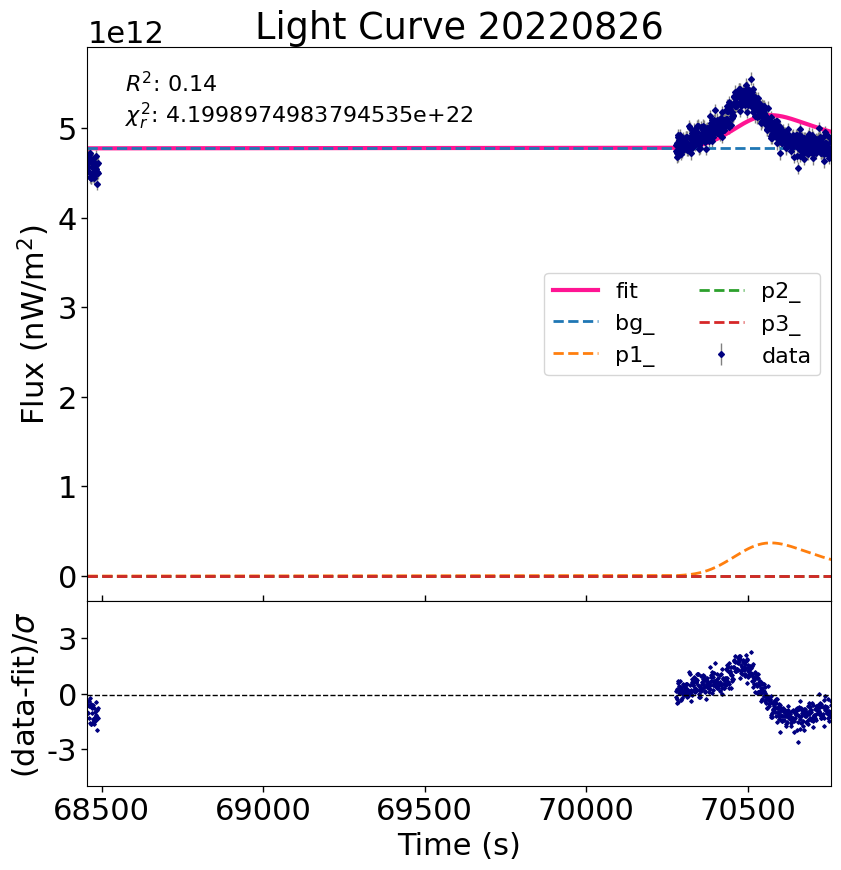 Light Curve 20220826
1e12
R²: 0.14
χ²ᵣ: 4.1998974983794535e+22
5
4
3
2
1
0
Flux (nW/m²)
fit
bg_
p1_
p2_
p3_
data
3
0
-3
(data-fit)/σ
68500 69000 69500 70000 70500
Time (s)